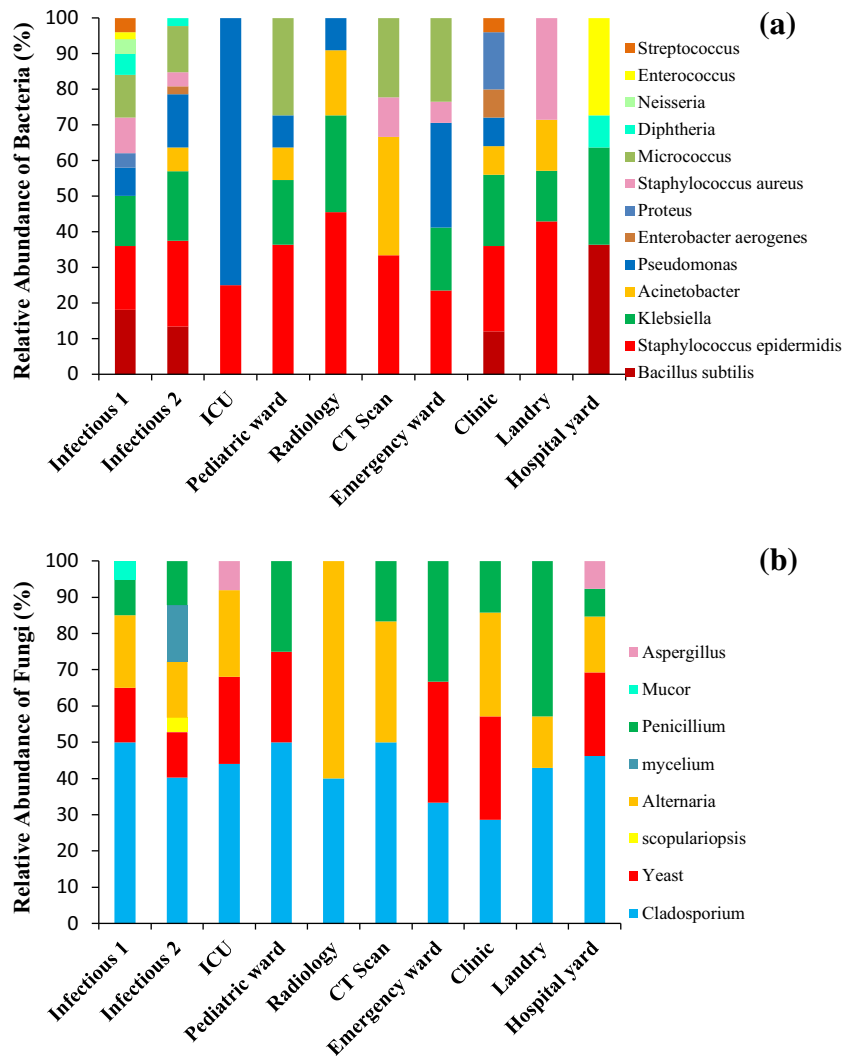 (a)
Relative Abundance of Bacteria (%)
100
90
80
70
60
50
40
30
20
10
0
Infectious 1
Infectious 2
ICU
Pediatric ward
Radiology
CT Scan
Emergency ward
Clinic
Landry
Hospital yard
Streptococcus
Enterococcus
Neisseria
Diphtheria
Micrococcus
Staphylococcus aureus
Proteus
Enterobacter aerogenes
Pseudomonas
Acinetobacter
Klebsiella
Staphylococcus epidermidis
Bacillus subtilis
(b)
Relative Abundance of Fungi (%)
100
90
80
70
60
50
40
30
20
10
0
Infectious 1
Infectious 2
ICU
Pediatric ward
Radiology
CT Scan
Emergency ward
Clinic
Landry
Hospital yard
Aspergillus
Mucor
Penicillium
mycelium
Alternaria
scopulariopsis
Yeast
Cladosporium